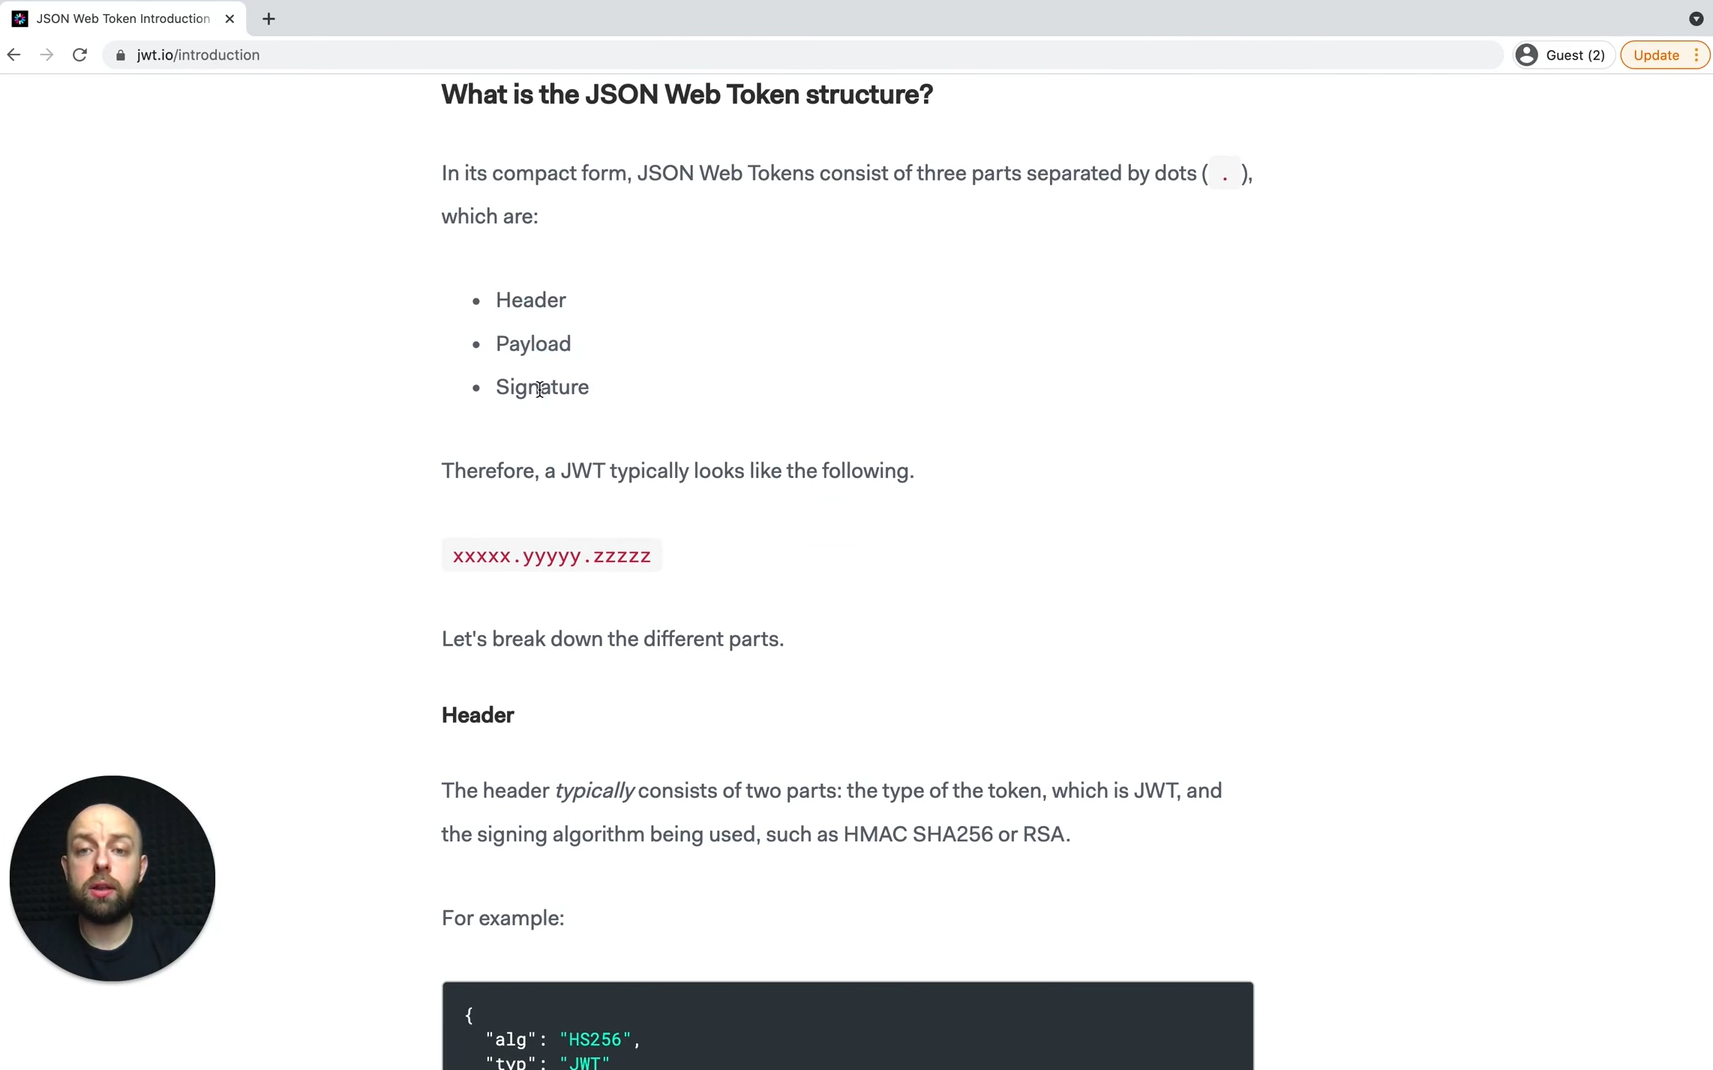 JSON Web Token Introduction
jwt.io/introduction
Guest (2)
Update
What is the JSON Web Token structure?
In its compact form, JSON Web Tokens consist of three parts separated by dots ( . ),
which are:
• Header
• Payload
• Signature
Therefore, a JWT typically looks like the following.
xxxxx.yyyyy.zzzzz
Let's break down the different parts.
Header
The header typically consists of two parts: the type of the token, which is JWT, and
the signing algorithm being used, such as HMAC SHA256 or RSA.
For example:
{
"alg": "HS256",
"typ": "JWT"